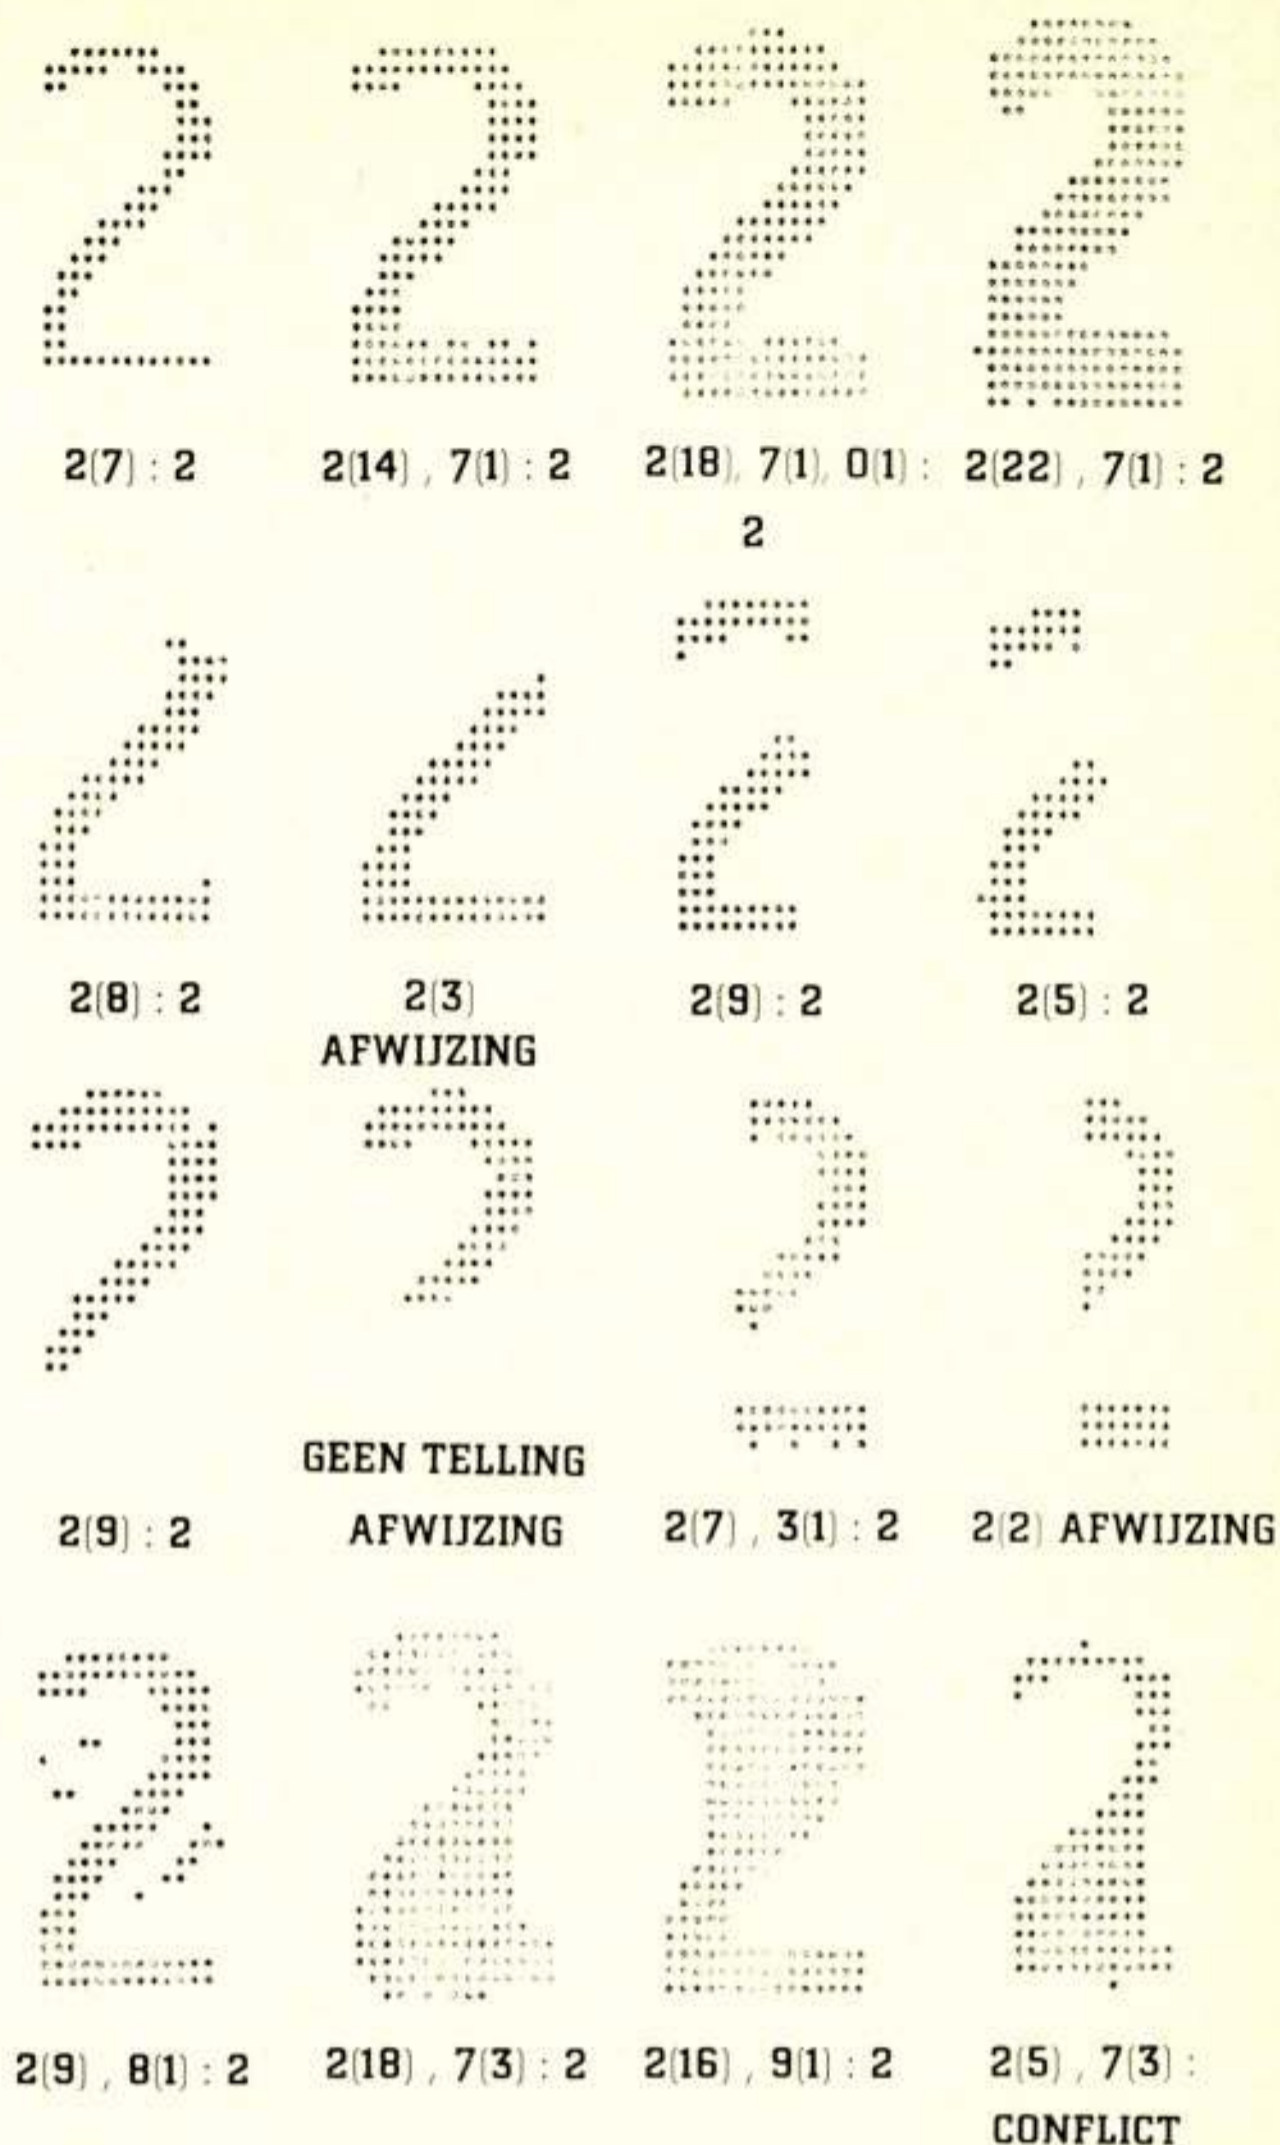 2(7) : 2
2(14) , 7(1) : 2
2(18), 7(1), 0(1) :
2
2(22) , 7(1) : 2
2(8) : 2
2(3)
AFWIJZING
2(9) : 2
2(5) : 2
2(9) : 2
GEEN TELLING
AFWIJZING
2(7) , 3(1) : 2
2(2) AFWIJZING
2(9) , 8(1) : 2
2(18) , 7(3) : 2
2(16) , 9(1) : 2
2(5) , 7(3) :
CONFLICT